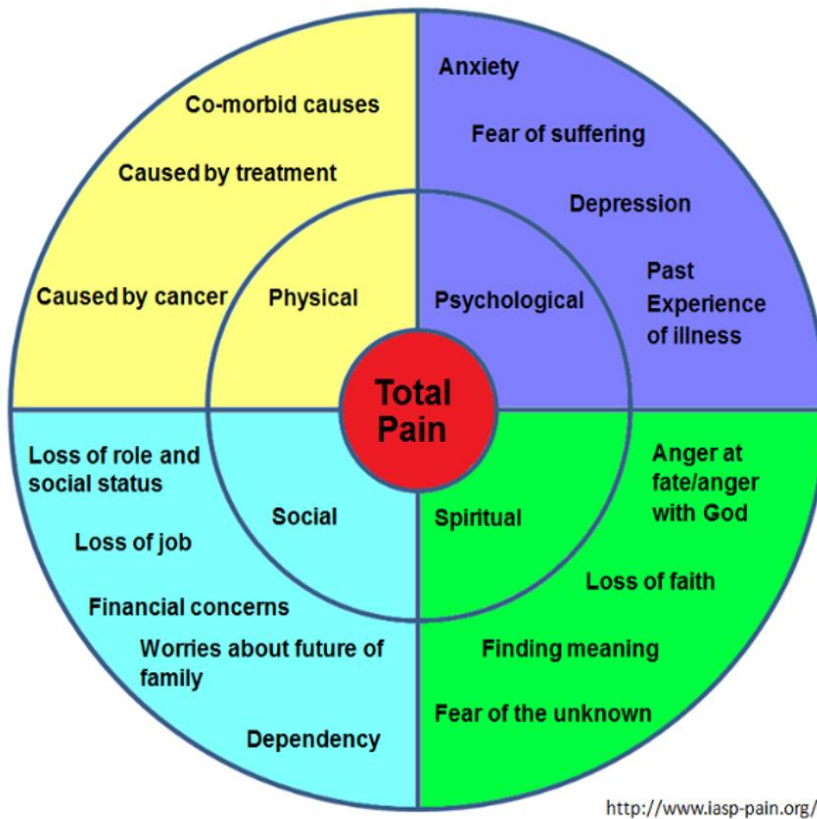 Co-morbid causes
Caused by treatment
Caused by cancer
Physical
Anxiety
Fear of suffering
Depression
Past
Experience
of illness
Psychological
Total
Pain
Loss of role and
social status
Loss of job
Financial concerns
Worries about future of
family
Dependency
Social
Spiritual
Anger at
fate/anger
with God
Loss of faith
Finding meaning
Fear of the unknown
http://www.iasp-pain.org/